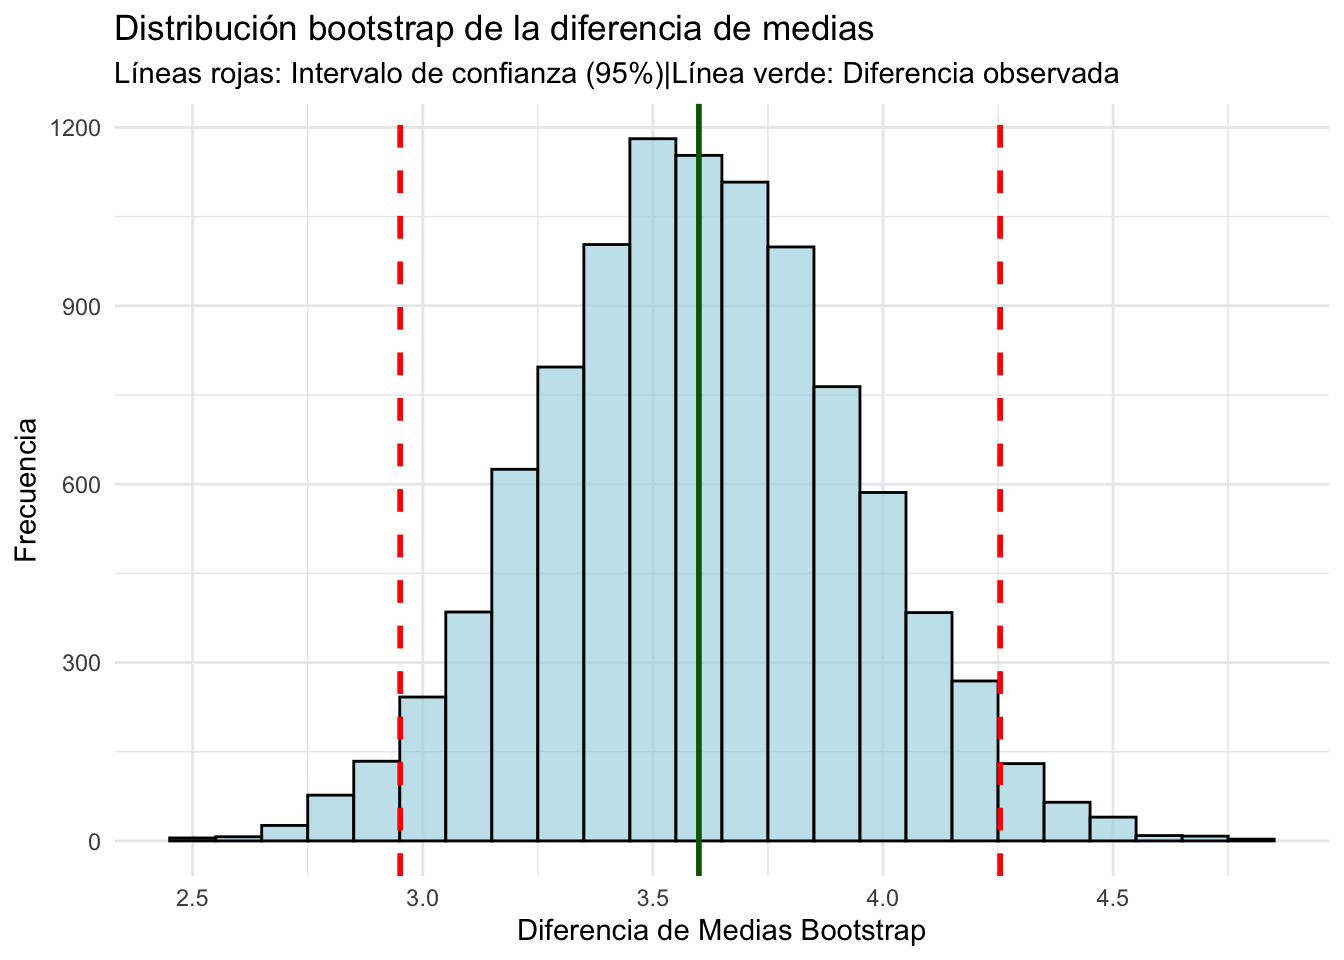 Distribución bootstrap de la diferencia de medias
Líneas rojas: Intervalo de confianza (95%)|Línea verde: Diferencia observada
1200
900
600
300
0
Frecuencia
2.5 3.0 3.5 4.0 4.5
Diferencia de Medias Bootstrap